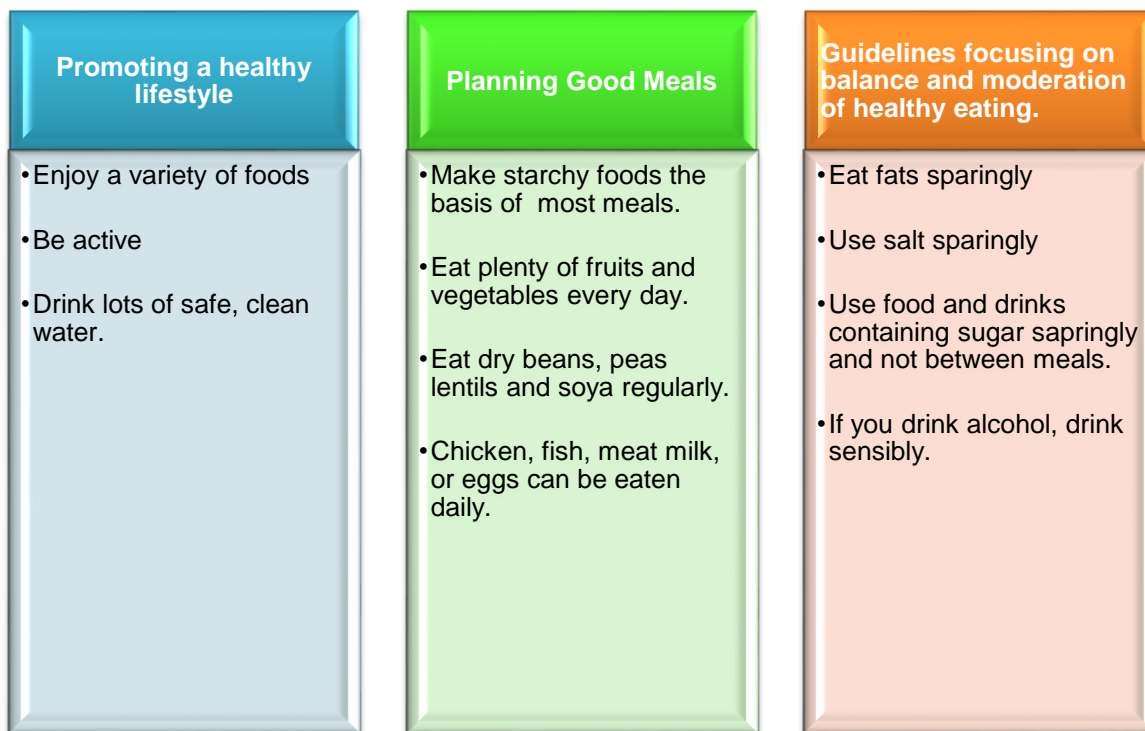 Promoting a healthy
lifestyle
•Enjoy a variety of foods
•Be active
•Drink lots of safe, clean
water.
Planning Good Meals
•Make starchy foods the
basis of  most meals.
•Eat plenty of fruits and
vegetables every day.
•Eat dry beans, peas
lentils and soya regularly.
•Chicken, fish, meat milk,
or eggs can be eaten
daily.
Guidelines focusing on
balance and moderation
of healthy eating.
•Eat fats sparingly
•Use salt sparingly
•Use food and drinks
containing sugar sapringly
and not between meals.
•If you drink alcohol, drink
sensibly.